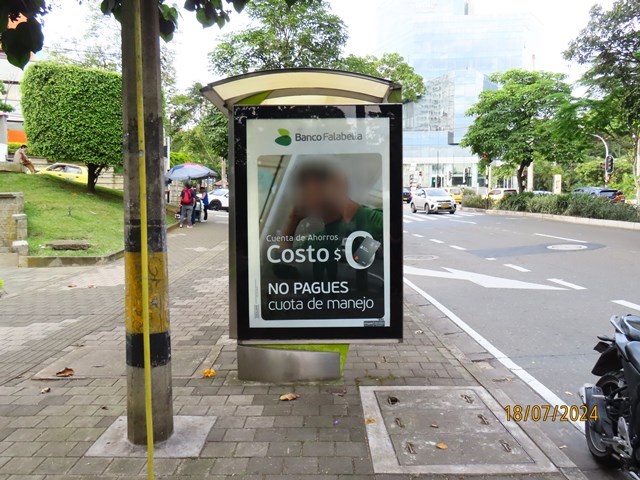 Banco Falabella
Cuenta de Ahorros
Costo $0
NO PAGUES
cuota de manejo
18/07/2024